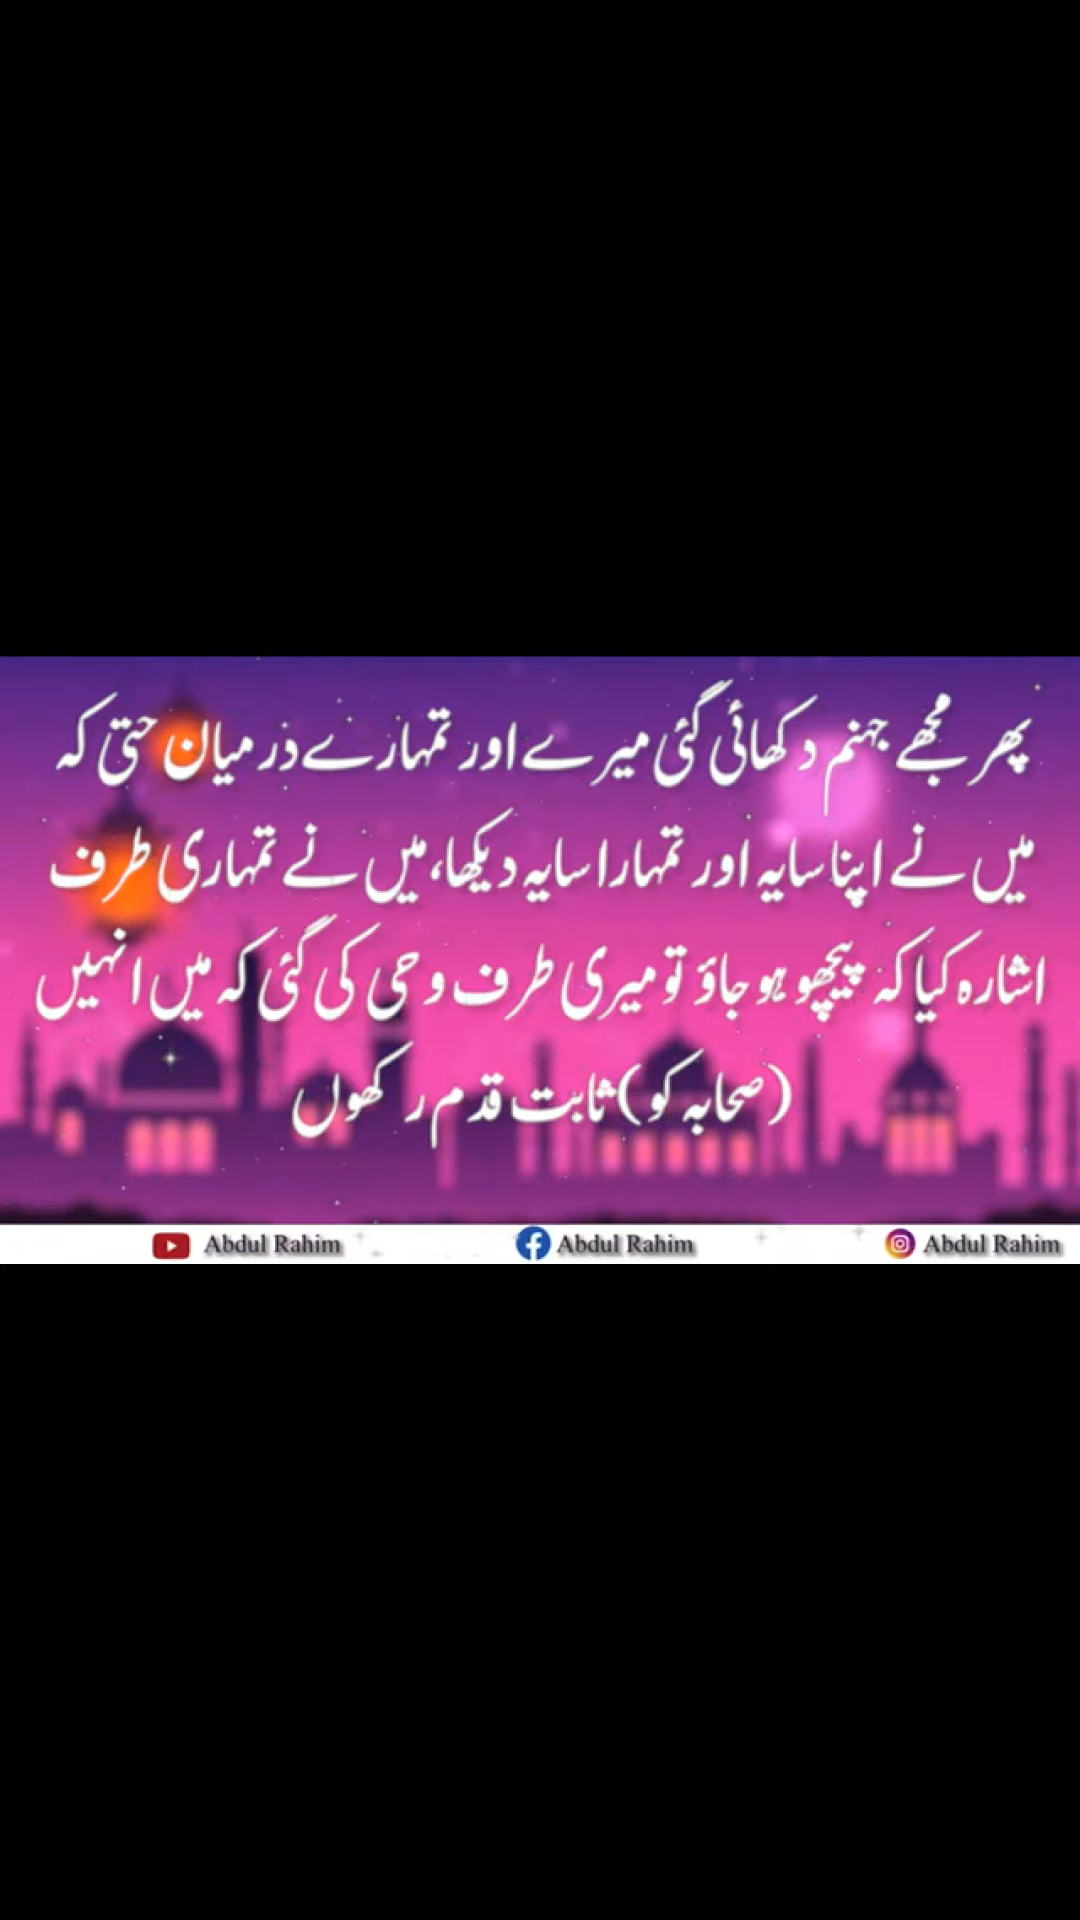 پھر مجھے جہنم دکھائی گئی میرے اور تمہارے درمیان حتیٰ کہ
میں نے اپنا سایہ اور تمہارا سایہ دیکھا، میں نے تمہاری طرف
اشارہ کیا کہ پیچھو ہو جاؤ تو میری طرف وحی کی گئی کہ میں انہیں
(صحابہ کو) ثابت قدم رکھوں
Abdul Rahim Abdul Rahim Abdul Rahim